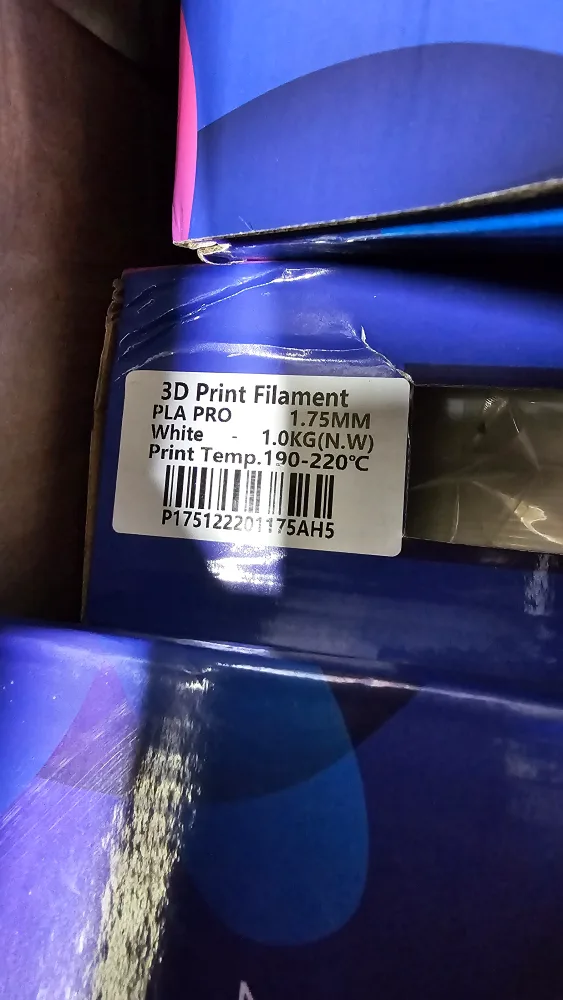 3D Print Filament
PLA PRO 1.75MM
White - 1.0KG(N.W)
Print Temp.190-220℃
P175122201175AH5